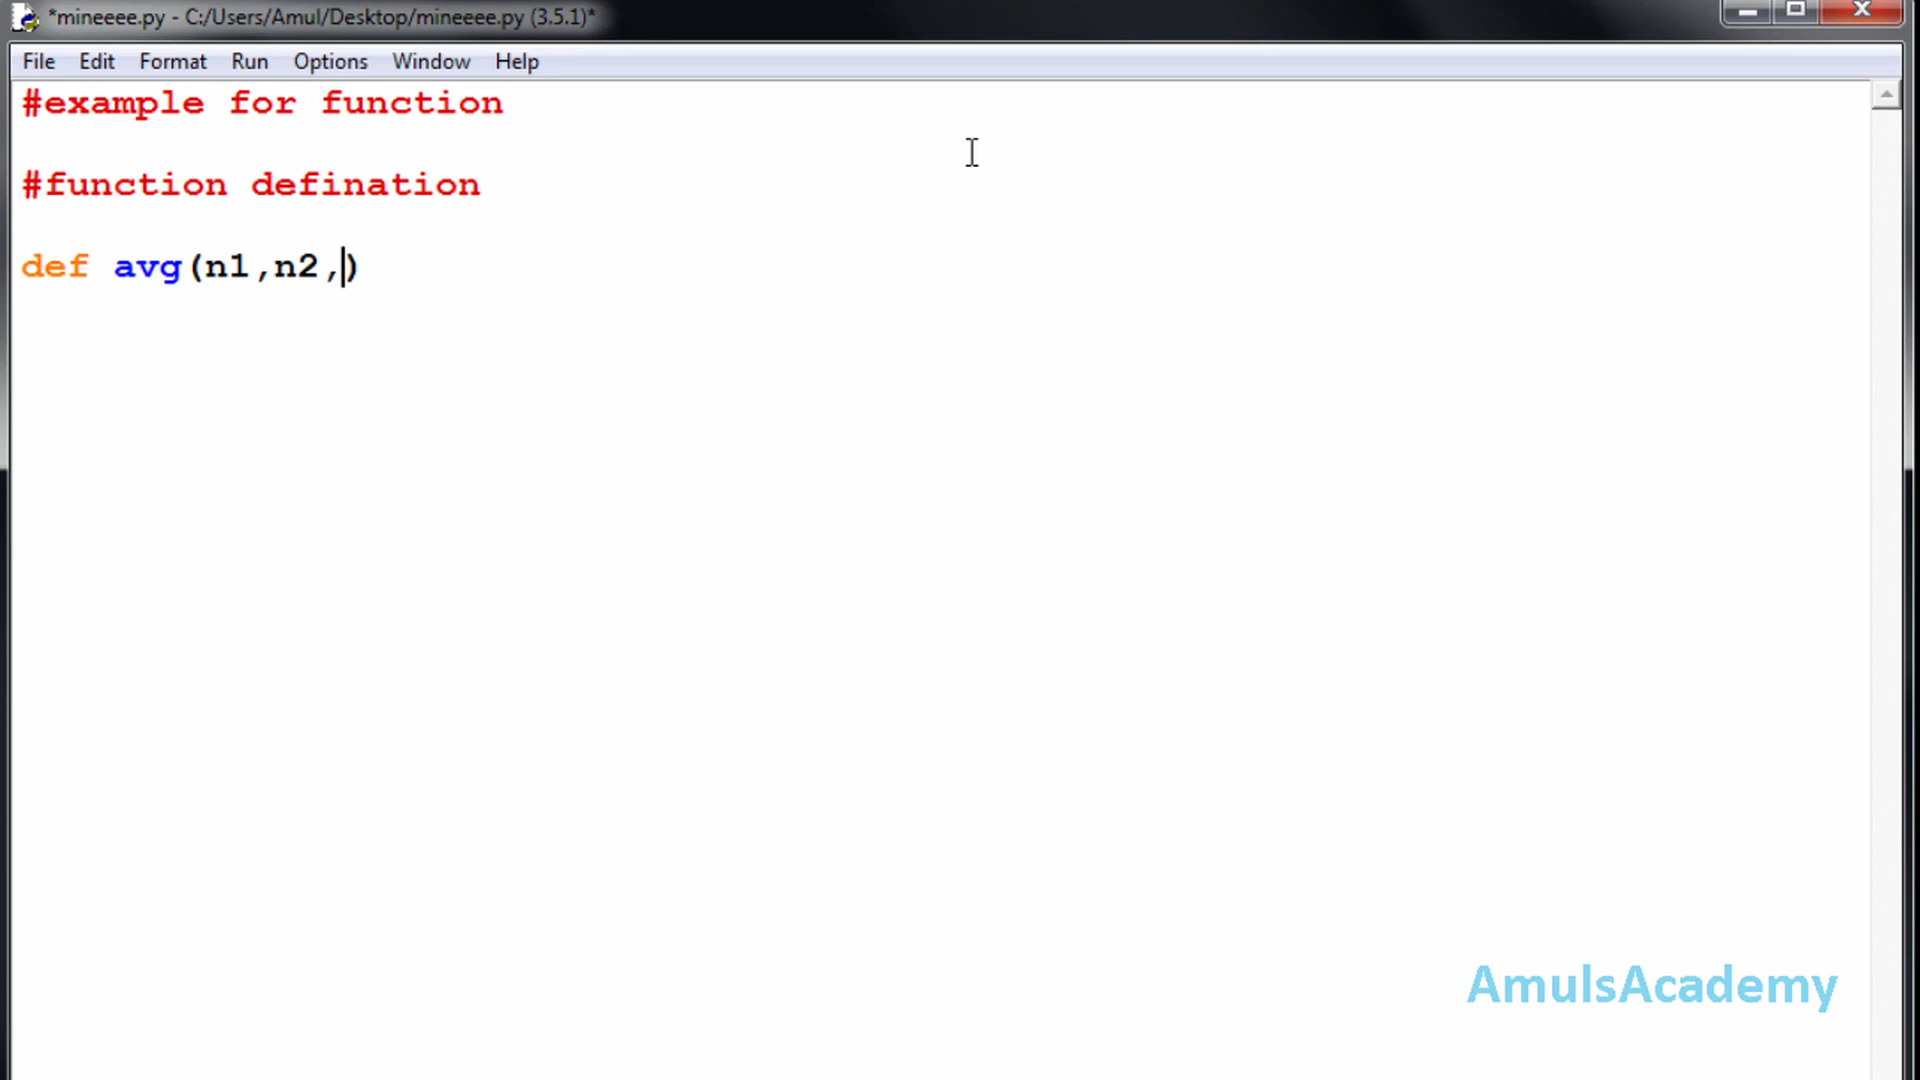 *mineeee.py - C:/Users/Amul/Desktop/mineeee.py (3.5.1)*
File Edit Format Run Options Window Help
#example for function
#function defination
def avg(n1,n2,)
AmulsAcademy